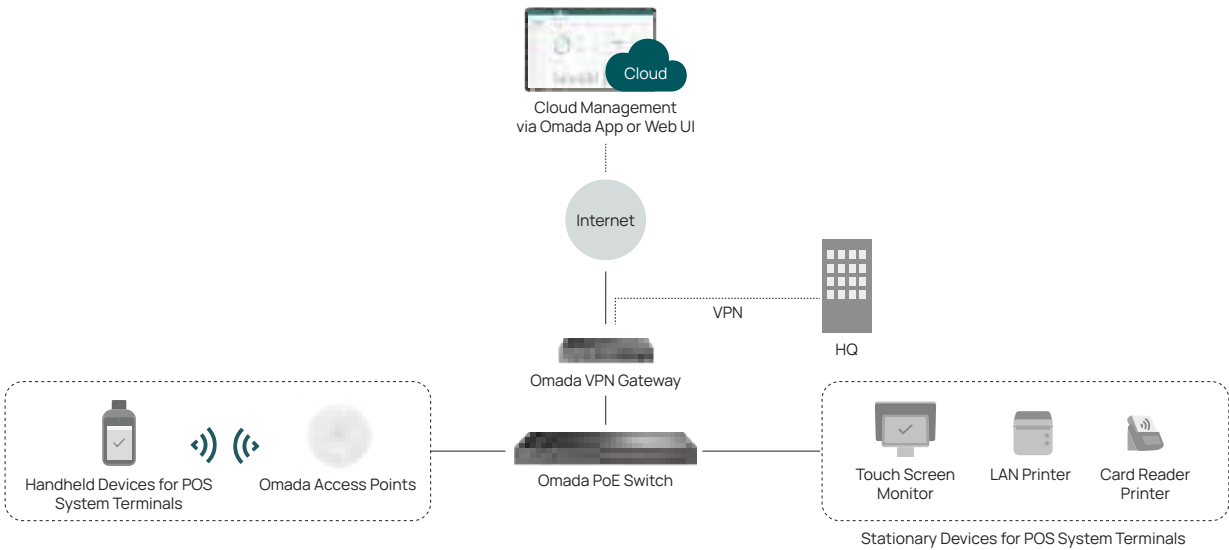 Cloud
Cloud Management
via Omada App or Web UI
Internet
VPN
HQ
Omada VPN Gateway
Handheld Devices for POS
System Terminals
Omada Access Points
Omada PoE Switch
Touch Screen
Monitor
LAN Printer
Card Reader
Printer
Stationary Devices for POS System Terminals